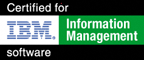 Certified for
IBM. Information
Management
software